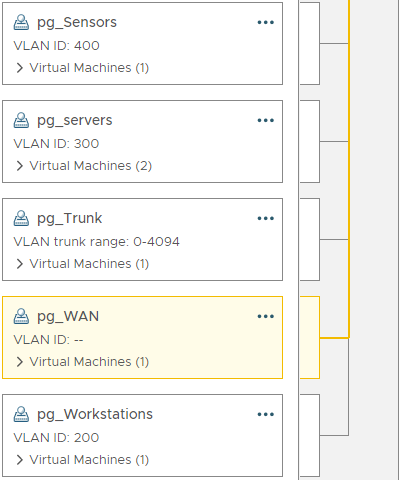 pg_Sensors
VLAN ID: 400
Virtual Machines (1)
pg_servers
VLAN ID: 300
Virtual Machines (2)
pg_Trunk
VLAN trunk range: 0-4094
Virtual Machines (1)
pg_WAN
VLAN ID: --
Virtual Machines (1)
pg_Workstations
VLAN ID: 200
Virtual Machines (1)